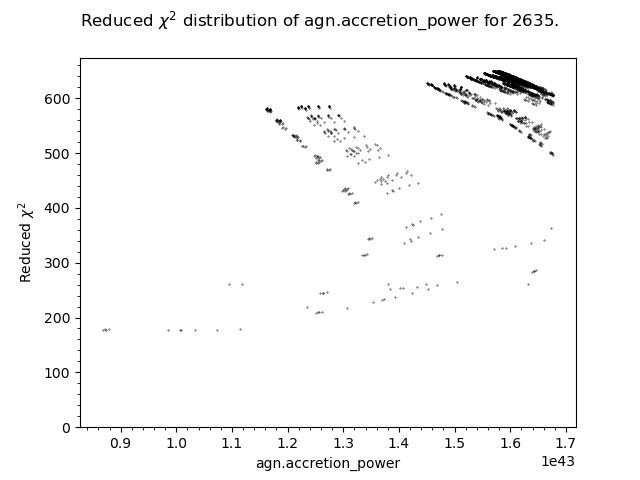 Reduced χ² distribution of agn.accretion_power for 2635.
600
500
400
300
200
100
0
Reduced χ²
0.9 1.0 1.1 1.2 1.3 1.4 1.5 1.6 1.7
1e43
agn.accretion_power